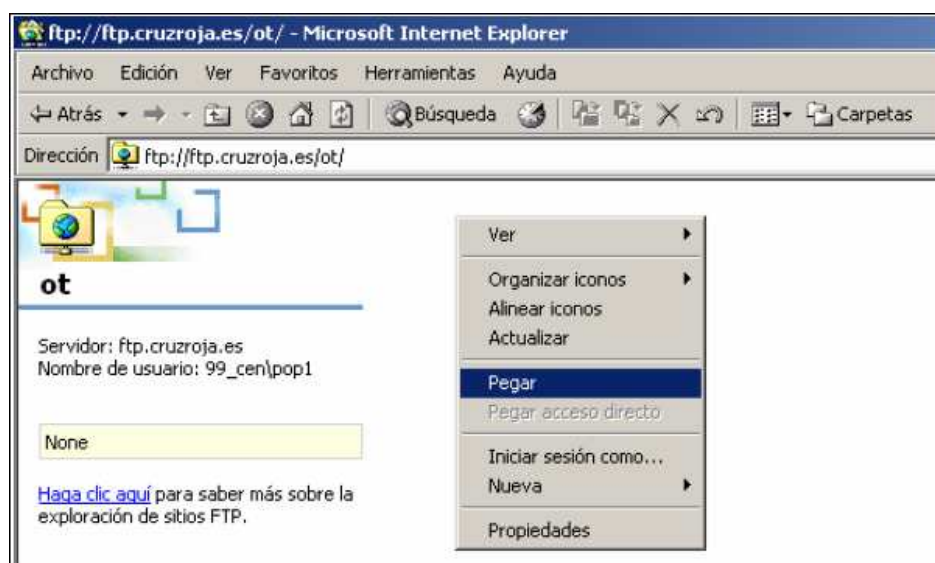 ftp://ftp.cruzroja.es/ot/ - Microsoft Internet Explorer
Archivo Edición Ver Favoritos Herramientas Ayuda
Atrás Búsqueda Carpetas
Dirección ftp://ftp.cruzroja.es/ot/
ot
Servidor: ftp.cruzroja.es
Nombre de usuario: 99_cen\pop1
None
Haga clic aquí para saber más sobre la
exploración de sitios FTP.
Ver
Organizar iconos
Alinear iconos
Actualizar
Pegar
Pegar acceso directo
Iniciar sesión como...
Nueva
Propiedades